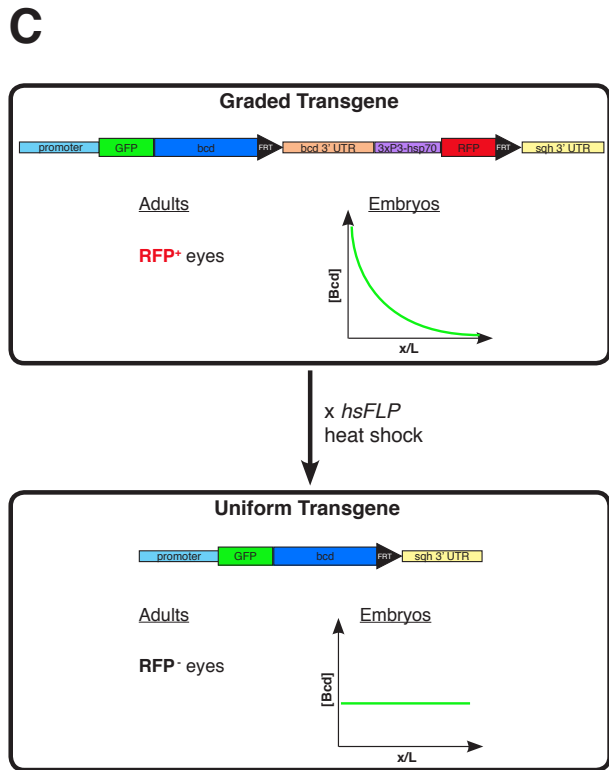 C
Graded Transgene
promoter GFP bcd FRT bcd 3' UTR 3xP3-hsp70 RFP FRT sqh 3' UTR
Adults Embryos
RFP⁺ eyes
[Bcd]
x/L
x hsFLP
heat shock
Uniform Transgene
promoter GFP bcd FRT sqh 3' UTR
Adults Embryos
RFP⁻ eyes
[Bcd]
x/L